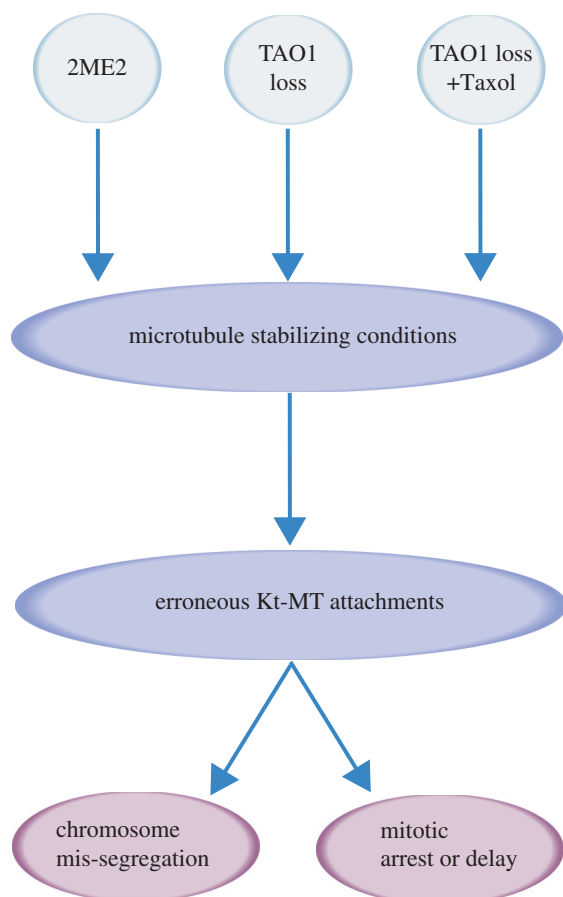 2ME2
TAO1
loss
TAO1 loss
+Taxol
microtubule stabilizing conditions
erroneous Kt-MT attachments
chromosome
mis-segregation
mitotic
arrest or delay